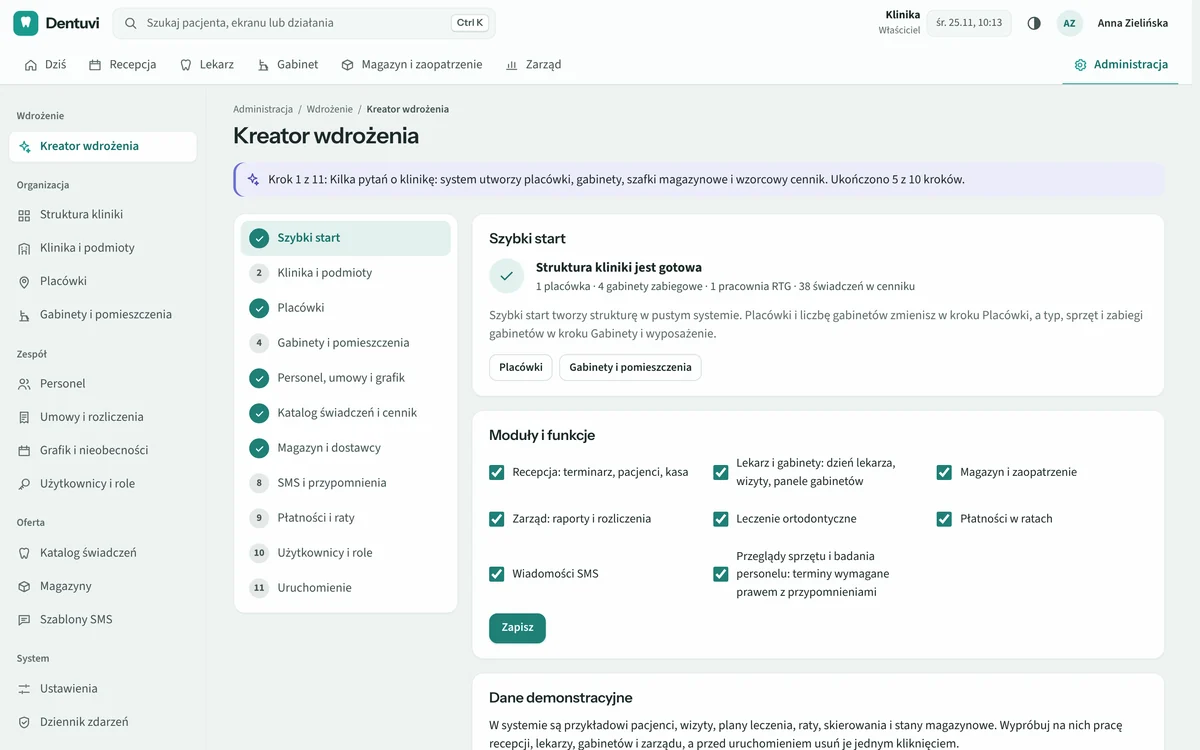 Dentuvi
Szukaj pacjenta, ekranu lub działania
Ctrl K
Klinika
Właściciel
śr. 25.11, 10:13
AZ
Anna Zielińska
Dziś
Recepcja
Lekarz
Gabinet
Magazyn i zaopatrzenie
Zarząd
Administracja
Wdrożenie
Kreator wdrożenia
Organizacja
Struktura kliniki
Klinika i podmioty
Placówki
Gabinety i pomieszczenia
Zespół
Personel
Umowy i rozliczenia
Grafik i nieobecności
Użytkownicy i role
Oferta
Katalog świadczeń
Magazyny
Szablony SMS
System
Ustawienia
Dziennik zdarzeń
Administracja / Wdrożenie / Kreator wdrożenia
Kreator wdrożenia
Krok 1 z 11: Kilka pytań o klinikę: system utworzy placówki, gabinety, szafki magazynowe i wzorcowy cennik. Ukończono 5 z 10 kroków.
Szybki start
2 Klinika i podmioty
Placówki
4 Gabinety i pomieszczenia
Personel, umowy i grafik
Katalog świadczeń i cennik
Magazyn i dostawcy
8 SMS i przypomnienia
9 Płatności i raty
10 Użytkownicy i role
11 Uruchomienie
Szybki start
Struktura kliniki jest gotowa
1 placówka · 4 gabinety zabiegowe · 1 pracownia RTG · 38 świadczeń w cenniku
Szybki start tworzy strukturę w pustym systemie. Placówki i liczbę gabinetów zmienisz w kroku Placówki, a typ, sprzęt i zabiegi
gabinetów w kroku Gabinety i wyposażenie.
Placówki
Gabinety i pomieszczenia
Moduły i funkcje
Recepcja: terminarz, pacjenci, kasa
Lekarz i gabinety: dzień lekarza,
wizyty, panele gabinetów
Magazyn i zaopatrzenie
Zarząd: raporty i rozliczenia
Leczenie ortodontyczne
Płatności w ratach
Wiadomości SMS
Przeglądy sprzętu i badania
personelu: terminy wymagane
prawem z przypomnieniami
Zapisz
Dane demonstracyjne
W systemie są przykładowi pacjenci, wizyty, plany leczenia, raty, skierowania i stany magazynowe. Wypróbuj na nich pracę
recepcji, lekarzy, gabinetów i zarządu, a przed uruchomieniem usuń je jednym kliknięciem.